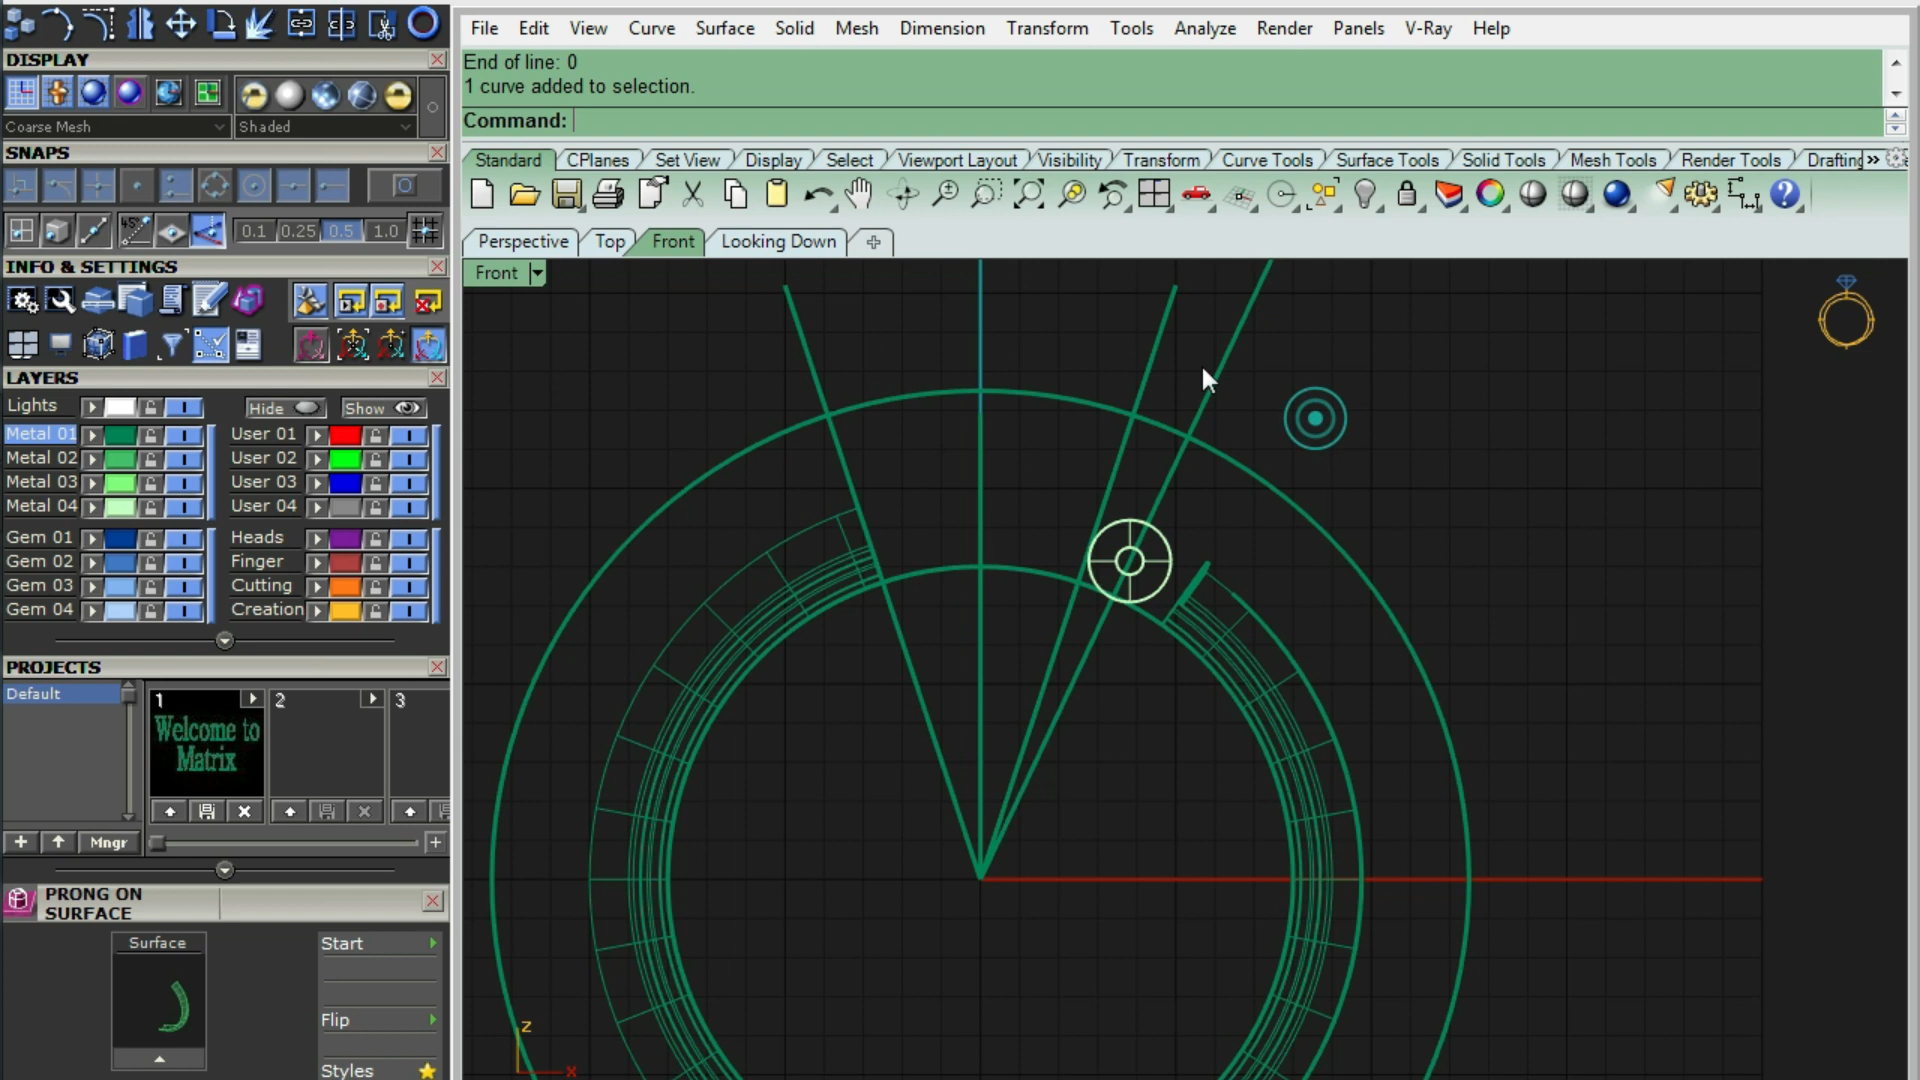 File Edit View Curve Surface Solid Mesh Dimension Transform Tools Analyze Render Panels V-Ray Help
DISPLAY
End of line: 0
1 curve added to selection.
Command:
Coarse Mesh
Shaded
SNAPS
Standard CPlanes Set View Display Select Viewport Layout Visibility Transform Curve Tools Surface Tools Solid Tools Mesh Tools Render Tools Drafting »
45°
0.1 0.25 0.5 1.0
Perspective Top Front Looking Down
INFO & SETTINGS
Front
LAYERS
Lights
Hide
Show
Metal 01
User 01
Metal 02
User 02
Metal 03
User 03
Metal 04
User 04
Gem 01
Heads
Gem 02
Finger
Gem 03
Cutting
Gem 04
Creation
PROJECTS
Default
1
2
3
Welcome to
Matrix
Mngr
PRONG ON
SURFACE
Surface
Start
Flip
Styles
z
x